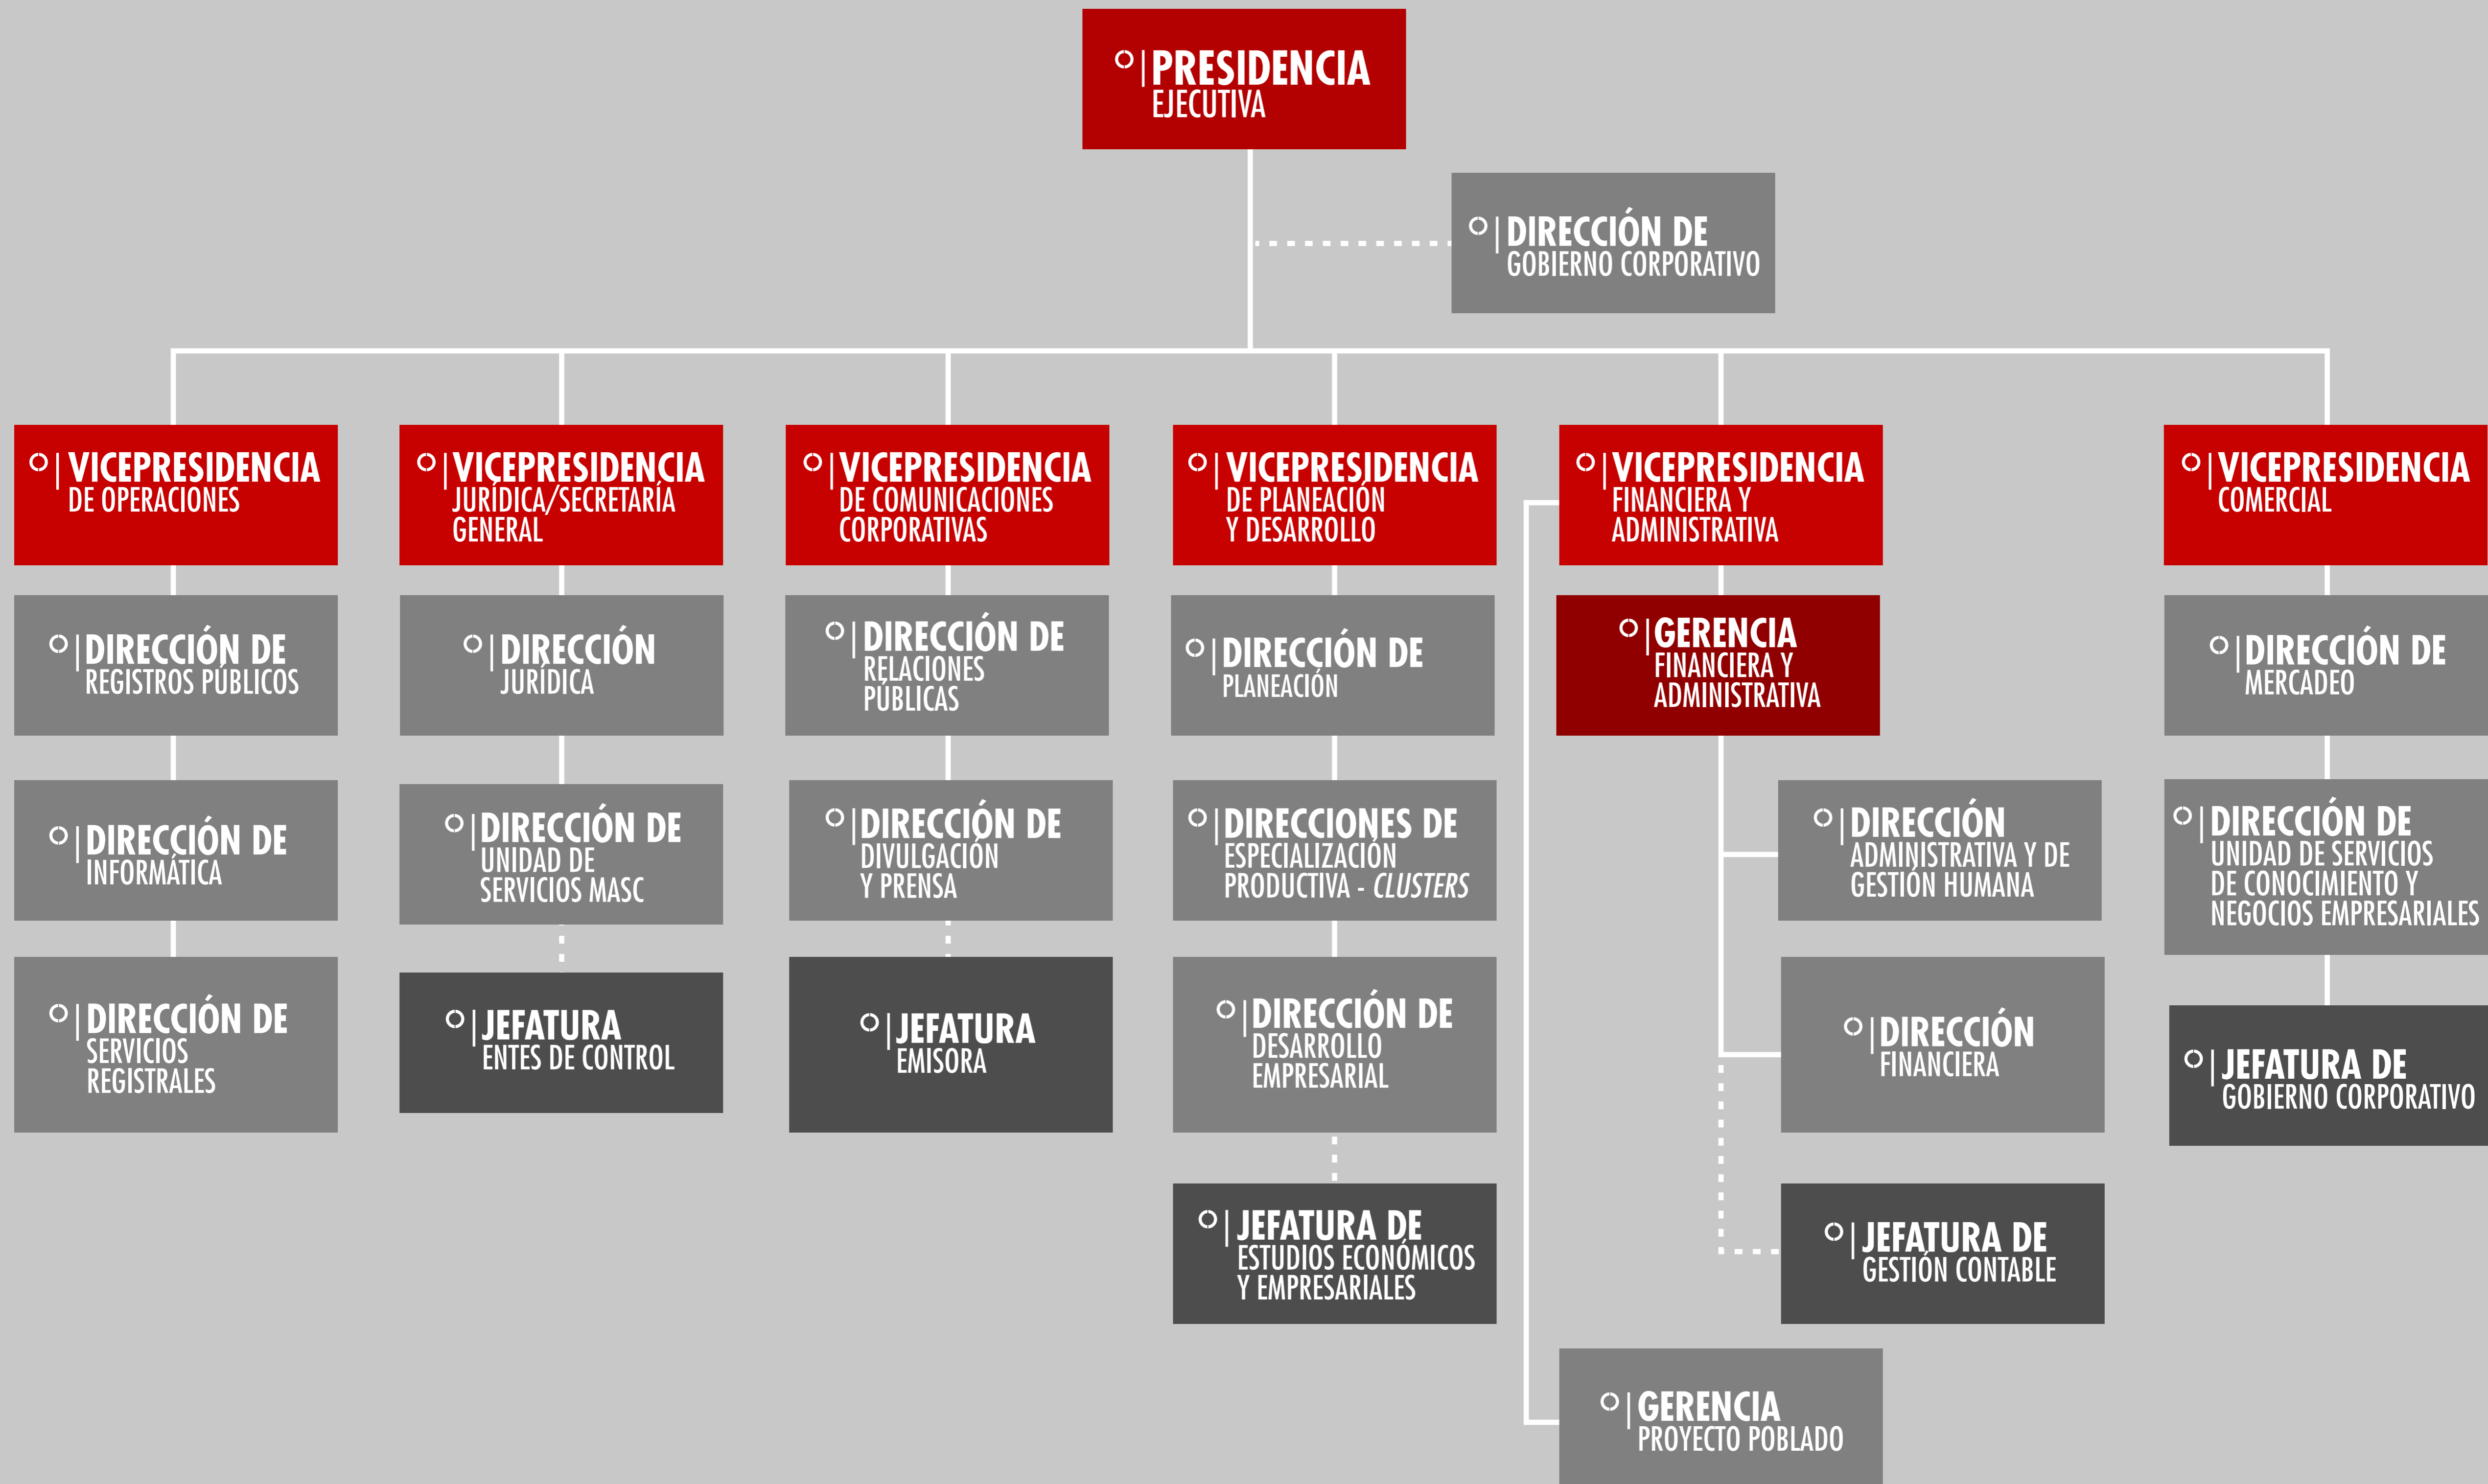 PRESIDENCIA
EJECUTIVA
DIRECCIÓN DE
GOBIERNO CORPORATIVO
VICEPRESIDENCIA
DE OPERACIONES
DIRECCIÓN DE
REGISTROS PÚBLICOS
DIRECCIÓN DE
INFORMÁTICA
DIRECCIÓN DE
SERVICIOS
REGISTRALES
VICEPRESIDENCIA
JURÍDICA/SECRETARÍA
GENERAL
DIRECCIÓN
JURÍDICA
DIRECCIÓN DE
UNIDAD DE
SERVICIOS MASC
JEFATURA
ENTES DE CONTROL
VICEPRESIDENCIA
DE COMUNICACIONES
CORPORATIVAS
DIRECCIÓN DE
RELACIONES
PÚBLICAS
DIRECCIÓN DE
DIVULGACIÓN
Y PRENSA
JEFATURA
EMISORA
VICEPRESIDENCIA
DE PLANEACIÓN
Y DESARROLLO
DIRECCIÓN DE
PLANEACIÓN
DIRECCIONES DE
ESPECIALIZACIÓN
PRODUCTIVA - CLUSTERS
DIRECCIÓN DE
DESARROLLO
EMPRESARIAL
JEFATURA DE
ESTUDIOS ECONÓMICOS
Y EMPRESARIALES
VICEPRESIDENCIA
FINANCIERA Y
ADMINISTRATIVA
GERENCIA
FINANCIERA Y
ADMINISTRATIVA
DIRECCIÓN
ADMINISTRATIVA Y DE
GESTIÓN HUMANA
DIRECCIÓN
FINANCIERA
JEFATURA DE
GESTIÓN CONTABLE
GERENCIA
PROYECTO POBLADO
VICEPRESIDENCIA
COMERCIAL
DIRECCIÓN DE
MERCADEO
DIRECCIÓN DE
UNIDAD DE SERVICIOS
DE CONOCIMIENTO Y
NEGOCIOS EMPRESARIALES
JEFATURA DE
GOBIERNO CORPORATIVO